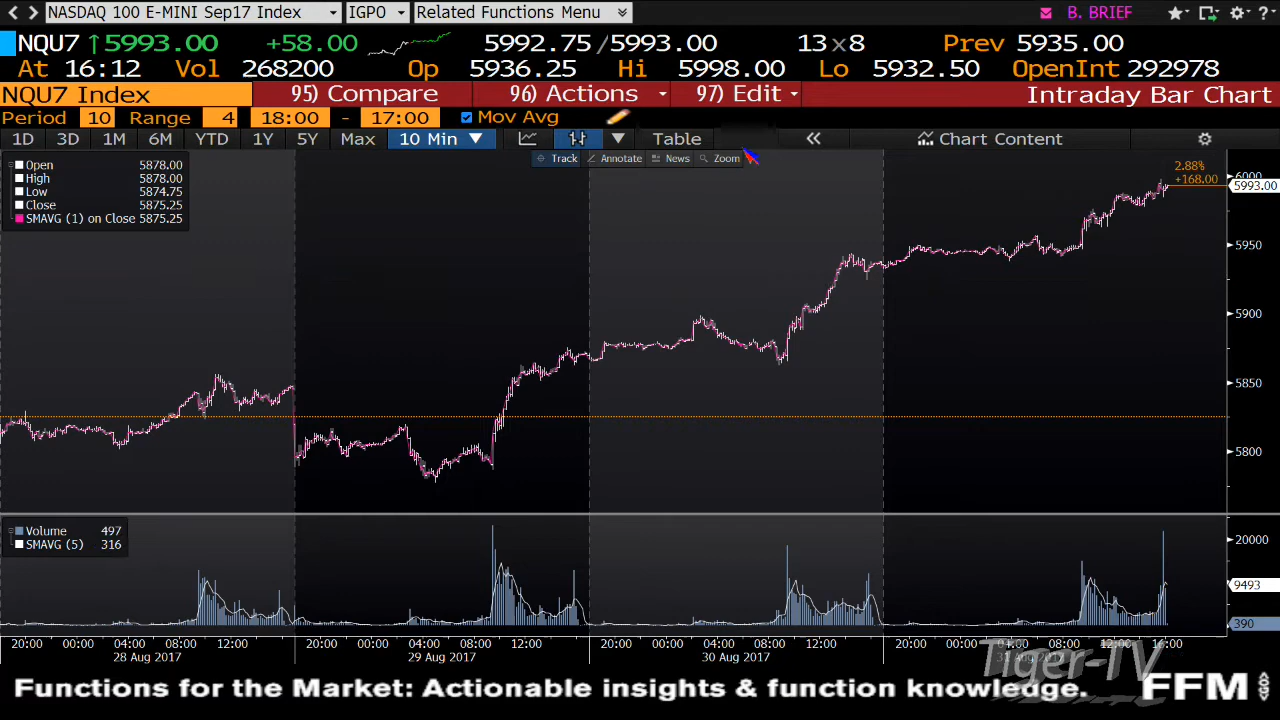 NASDAQ 100 E-MINI Sep17 Index IGPO Related Functions Menu B. BRIEF
NQU7 ↑5993.00 +58.00 5992.75/5993.00 13x8 Prev 5935.00
At 16:12 Vol 268200 Op 5936.25 Hi 5998.00 Lo 5932.50 OpenInt 292978
NQU7 Index 95) Compare 96) Actions 97) Edit Intraday Bar Chart
Period 10 Range 4 18:00 - 17:00 Mov Avg
1D 3D 1M 6M YTD 1Y 5Y Max 10 Min ▼ Table « Chart Content
Track Annotate News Zoom
Open 5878.00
High 5878.00
Low 5874.75
Close 5875.25
SMAVG (1) on Close 5875.25
2.88%
+168.00
6000
5993.00
5950
5900
5850
5800
Volume 497
SMAVG (5) 316
20000
9493
390
20:00 00:00 04:00 08:00 12:00 20:00 00:00 04:00 08:00 12:00 20:00 00:00 04:00 08:00 12:00 20:00 00:00 04:00 08:00 12:00 16:00
28 Aug 2017 29 Aug 2017 30 Aug 2017 31 Aug 2017
Tiger-TV
Functions for the Market: Actionable insights & function knowledge. FFM